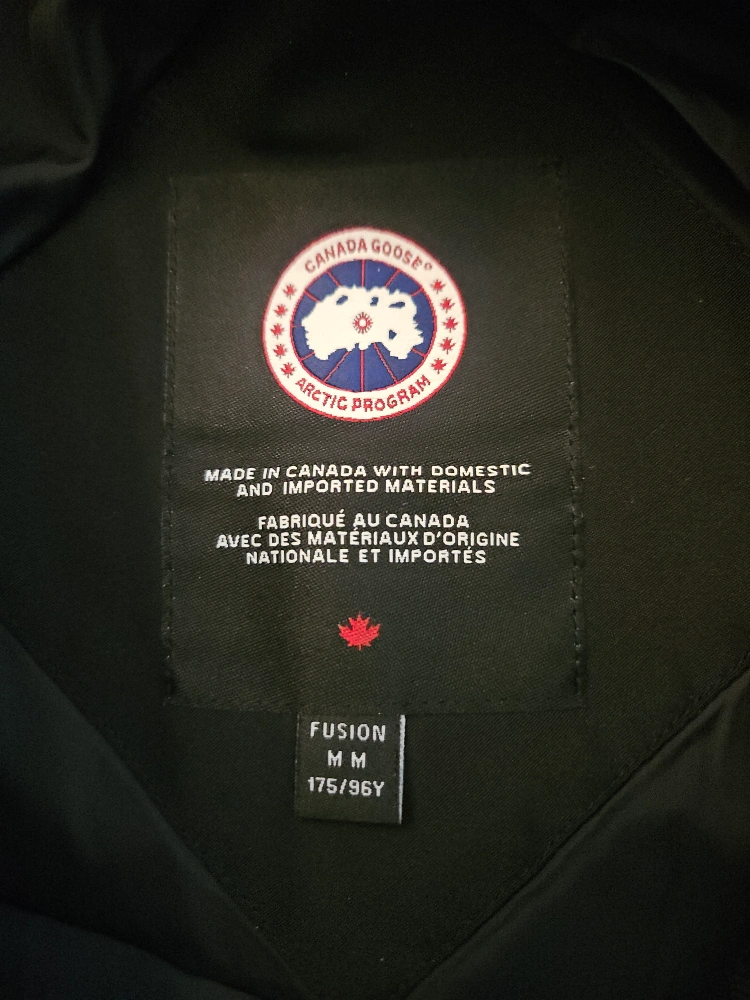 CANADA GOOSE®
ARCTIC PROGRAM
MADE IN CANADA WITH DOMESTIC
AND IMPORTED MATERIALS
FABRIQUÉ AU CANADA
AVEC DES MATÉRIAUX D'ORIGINE
NATIONALE ET IMPORTÉS
FUSION
M M
175/96Y